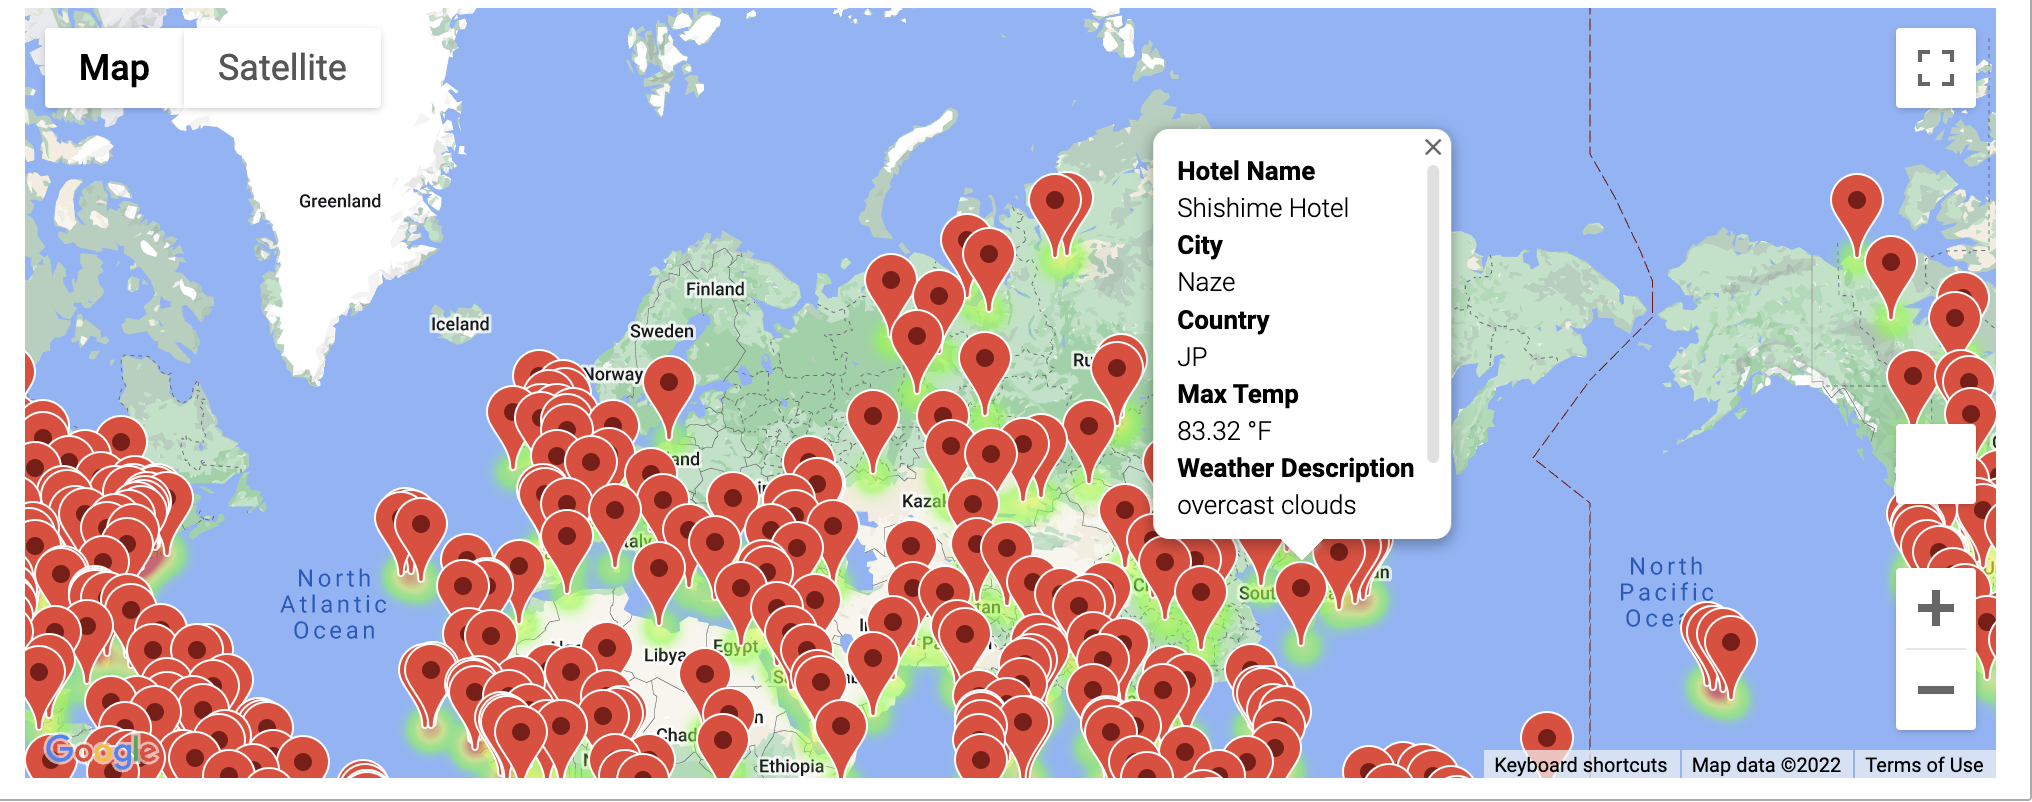 Map
Satellite
Greenland
Hotel Name
Shishime Hotel
City
Naze
Country
JP
Max Temp
83.32 °F
Weather Description
overcast clouds
Finland
Iceland
Sweden
Norway
North
Atlantic
Ocean
North
Pacific
Libya
Egypt
Chad
Ethiopia
Google
Keyboard shortcuts
Map data ©2022
Terms of Use